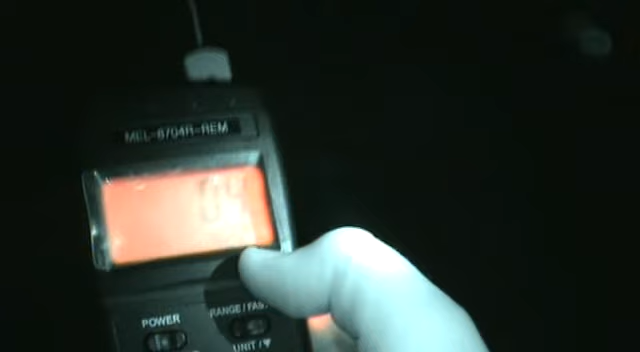 MEL-8704R-REM
POWER
RANGE / FAST
UNIT / ▼